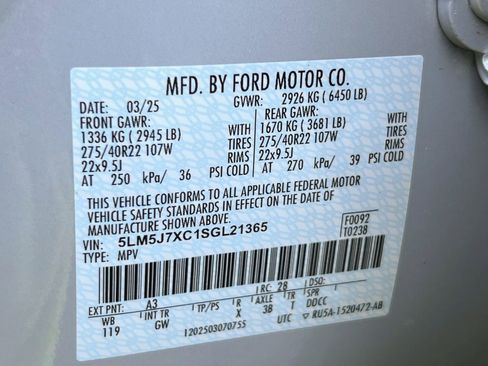 MFD. BY FORD MOTOR CO.
DATE: 03/25 GVWR: 2926 KG ( 6450 LB)
FRONT GAWR: REAR GAWR:
1336 KG ( 2945 LB) WITH 1670 KG ( 3681 LB) WITH
275/40R22 107W TIRES 275/40R22 107W TIRES
22x9.5J RIMS 22x9.5J RIMS
AT 250 kPa/ 36 PSI COLD AT 270 kPa/ 39 PSI COLD
THIS VEHICLE CONFORMS TO ALL APPLICABLE FEDERAL MOTOR
VEHICLE SAFETY AND THEFT PREVENTION STANDARDS IN EFFECT
ON THE DATE OF MANUFACTURE SHOWN ABOVE.
VIN: 5LM5J7XC1SGL21365 F0092
TYPE: MPV T0238
EXT PNT: A3 RC: 28 DSO:
WB INT TR TP/PS R AXLE T SPR
119 GW X 38 T DDCC
1202503070755 UTC ▽ RU5A-1520472-AB